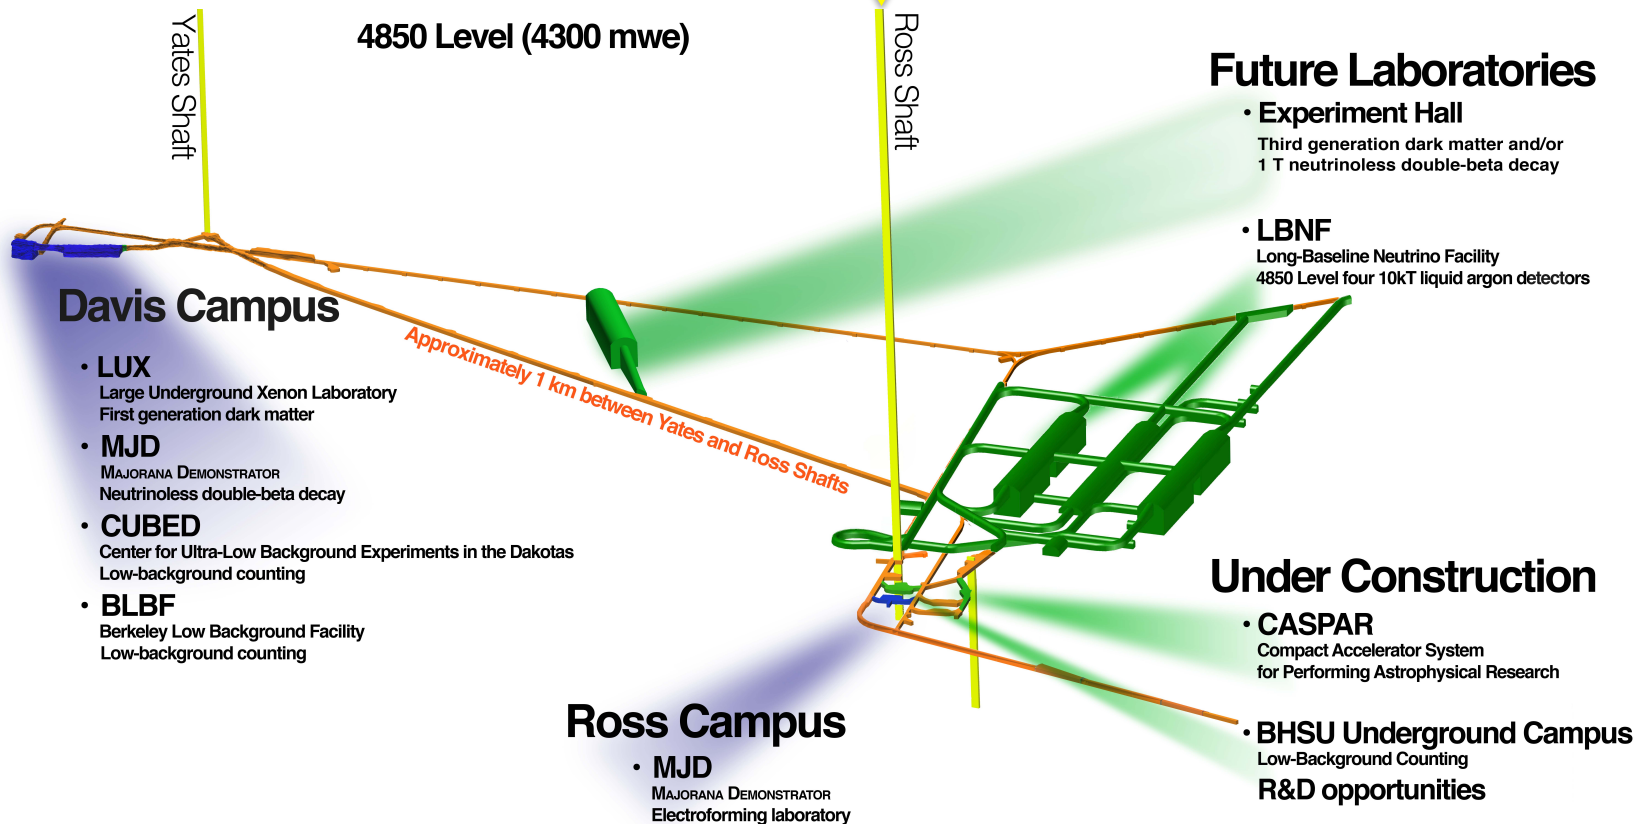 4850 Level (4300 mwe)
Yates Shaft
Ross Shaft
Future Laboratories
• Experiment Hall
Third generation dark matter and/or
1 T neutrinoless double-beta decay
• LBNF
Long-Baseline Neutrino Facility
4850 Level four 10kT liquid argon detectors
Davis Campus
• LUX
Large Underground Xenon Laboratory
First generation dark matter
• MJD
MAJORANA DEMONSTRATOR
Neutrinoless double-beta decay
• CUBED
Center for Ultra-Low Background Experiments in the Dakotas
Low-background counting
• BLBF
Berkeley Low Background Facility
Low-background counting
Approximately 1 km between Yates and Ross Shafts
Under Construction
• CASPAR
Compact Accelerator System
for Performing Astrophysical Research
• BHSU Underground Campus
Low-Background Counting
R&D opportunities
Ross Campus
• MJD
MAJORANA DEMONSTRATOR
Electroforming laboratory